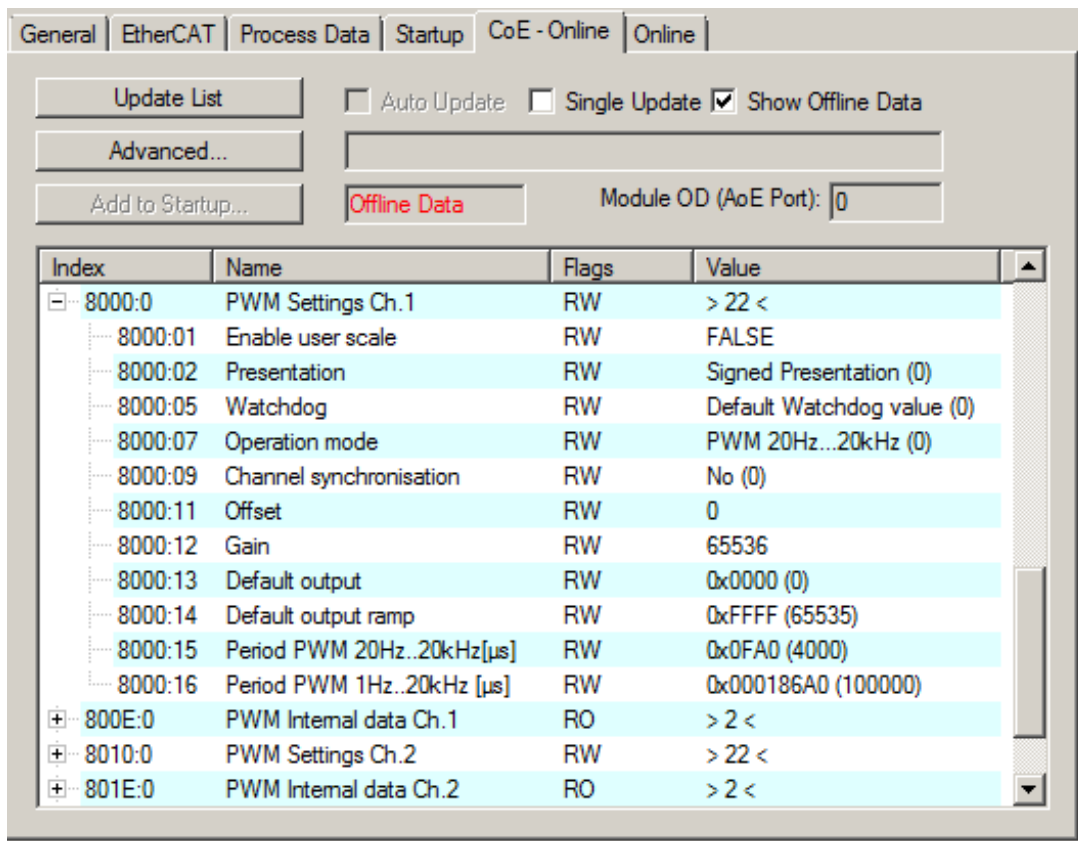 General EtherCAT Process Data Startup CoE - Online Online
Update List Auto Update Single Update Show Offline Data
Advanced...
Add to Startup... Offline Data Module OD (AoE Port): 0
Index Name Flags Value
8000:0 PWM Settings Ch.1 RW > 22 <
8000:01 Enable user scale RW FALSE
8000:02 Presentation RW Signed Presentation (0)
8000:05 Watchdog RW Default Watchdog value (0)
8000:07 Operation mode RW PWM 20Hz...20kHz (0)
8000:09 Channel synchronisation RW No (0)
8000:11 Offset RW 0
8000:12 Gain RW 65536
8000:13 Default output RW 0x0000 (0)
8000:14 Default output ramp RW 0xFFFF (65535)
8000:15 Period PWM 20Hz..20kHz[µs] RW 0x0FA0 (4000)
8000:16 Period PWM 1Hz..20kHz [µs] RW 0x000186A0 (100000)
800E:0 PWM Internal data Ch.1 RO > 2 <
8010:0 PWM Settings Ch.2 RW > 22 <
801E:0 PWM Internal data Ch.2 RO > 2 <